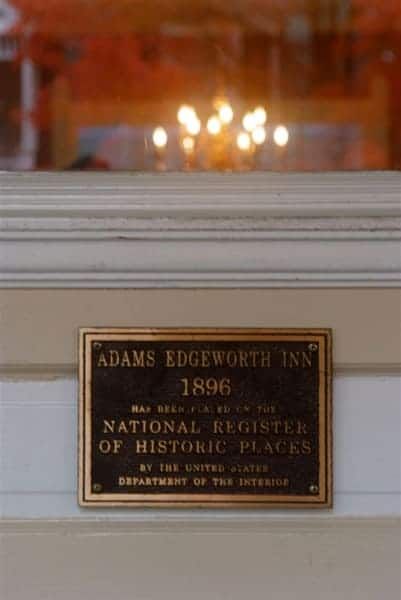 ADAMS EDGEWORTH INN
1896
HAS BEEN PLACED ON THE
NATIONAL REGISTER
OF HISTORIC PLACES
BY THE UNITED STATES
DEPARTMENT OF THE INTERIOR